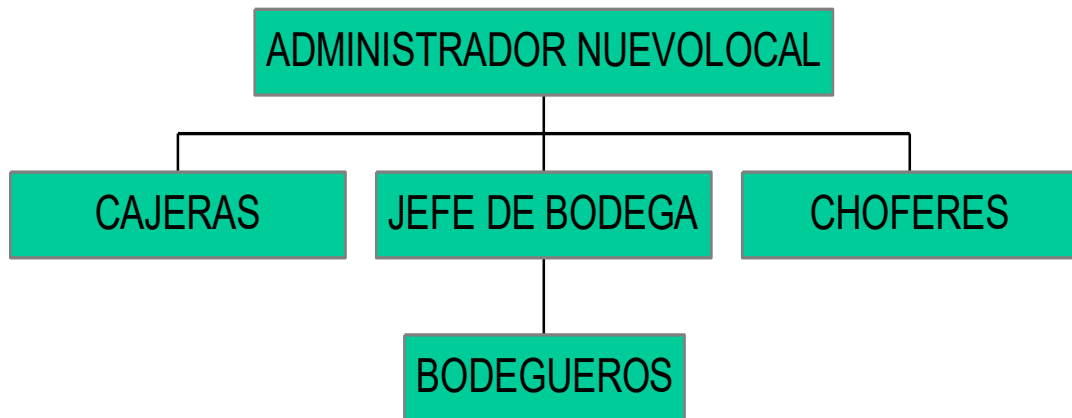 ADMINISTRADOR NUEVOLOCAL
CAJERAS
JEFE DE BODEGA
CHOFERES
BODEGUEROS